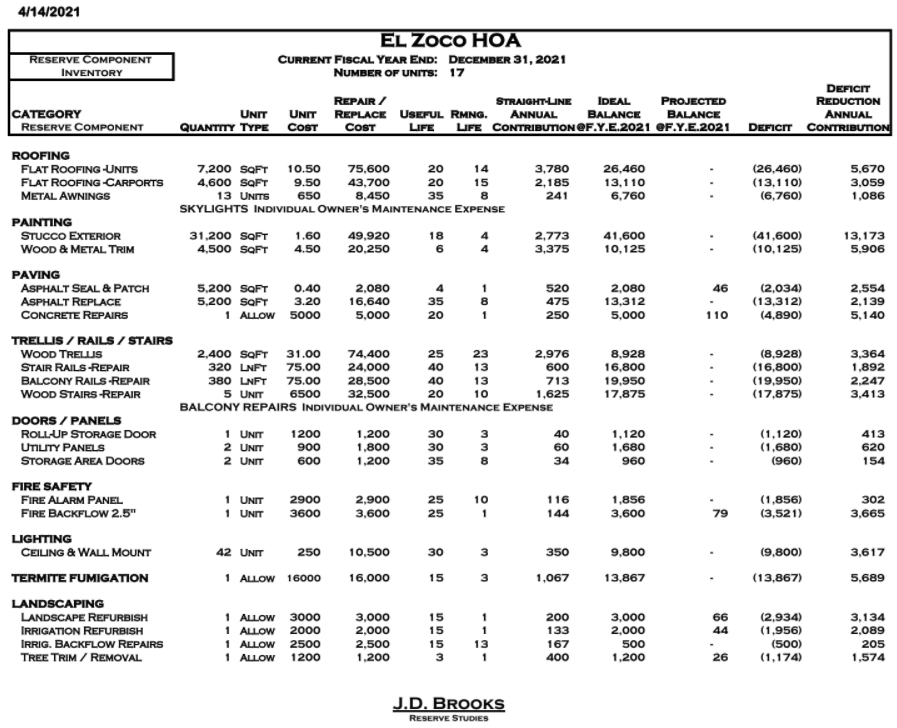 4/14/2021
EL ZOCO HOA
RESERVE COMPONENT CURRENT FISCAL YEAR END: DECEMBER 31, 2021
INVENTORY NUMBER OF UNITS: 17
DEFICIT
REPAIR / STRAIGHT-LINE IDEAL PROJECTED REDUCTION
CATEGORY UNIT UNIT REPLACE USEFUL RMNG. ANNUAL BALANCE BALANCE ANNUAL
RESERVE COMPONENT QUANTITY TYPE COST COST LIFE LIFE CONTRIBUTION @F.Y.E.2021 @F.Y.E.2021 DEFICIT CONTRIBUTION
ROOFING
FLAT ROOFING -UNITS 7,200 SQFT 10.50 75,600 20 14 3,780 26,460 - (26,460) 5,670
FLAT ROOFING -CARPORTS 4,600 SQFT 9.50 43,700 20 15 2,185 13,110 - (13,110) 3,059
METAL AWNINGS 13 UNITS 650 8,450 35 8 241 6,760 - (6,760) 1,086
SKYLIGHTS INDIVIDUAL OWNER'S MAINTENANCE EXPENSE
PAINTING
STUCCO EXTERIOR 31,200 SQFT 1.60 49,920 18 4 2,773 41,600 - (41,600) 13,173
WOOD & METAL TRIM 4,500 SQFT 4.50 20,250 6 4 3,375 10,125 - (10,125) 5,906
PAVING
ASPHALT SEAL & PATCH 5,200 SQFT 0.40 2,080 4 1 520 2,080 46 (2,034) 2,554
ASPHALT REPLACE 5,200 SQFT 3.20 16,640 35 8 475 13,312 - (13,312) 2,139
CONCRETE REPAIRS 1 ALLOW 5000 5,000 20 1 250 5,000 110 (4,890) 5,140
TRELLIS / RAILS / STAIRS
WOOD TRELLIS 2,400 SQFT 31.00 74,400 25 23 2,976 8,928 - (8,928) 3,364
STAIR RAILS -REPAIR 320 LNFT 75.00 24,000 40 13 600 16,800 - (16,800) 1,892
BALCONY RAILS -REPAIR 380 LNFT 75.00 28,500 40 13 713 19,950 - (19,950) 2,247
WOOD STAIRS -REPAIR 5 UNIT 6500 32,500 20 10 1,625 17,875 - (17,875) 3,413
BALCONY REPAIRS INDIVIDUAL OWNER'S MAINTENANCE EXPENSE
DOORS / PANELS
ROLL-UP STORAGE DOOR 1 UNIT 1200 1,200 30 3 40 1,120 - (1,120) 413
UTILITY PANELS 2 UNIT 900 1,800 30 3 60 1,680 - (1,680) 620
STORAGE AREA DOORS 2 UNIT 600 1,200 35 8 34 960 - (960) 154
FIRE SAFETY
FIRE ALARM PANEL 1 UNIT 2900 2,900 25 10 116 1,856 - (1,856) 302
FIRE BACKFLOW 2.5" 1 UNIT 3600 3,600 25 1 144 3,600 79 (3,521) 3,665
LIGHTING
CEILING & WALL MOUNT 42 UNIT 250 10,500 30 3 350 9,800 - (9,800) 3,617
TERMITE FUMIGATION 1 ALLOW 16000 16,000 15 3 1,067 13,867 - (13,867) 5,689
LANDSCAPING
LANDSCAPE REFURBISH 1 ALLOW 3000 3,000 15 1 200 3,000 66 (2,934) 3,134
IRRIGATION REFURBISH 1 ALLOW 2000 2,000 15 1 133 2,000 44 (1,956) 2,089
IRRIG. BACKFLOW REPAIRS 1 ALLOW 2500 2,500 15 13 167 500 - (500) 205
TREE TRIM / REMOVAL 1 ALLOW 1200 1,200 3 1 400 1,200 26 (1,174) 1,574
J.D. BROOKS
RESERVE STUDIES